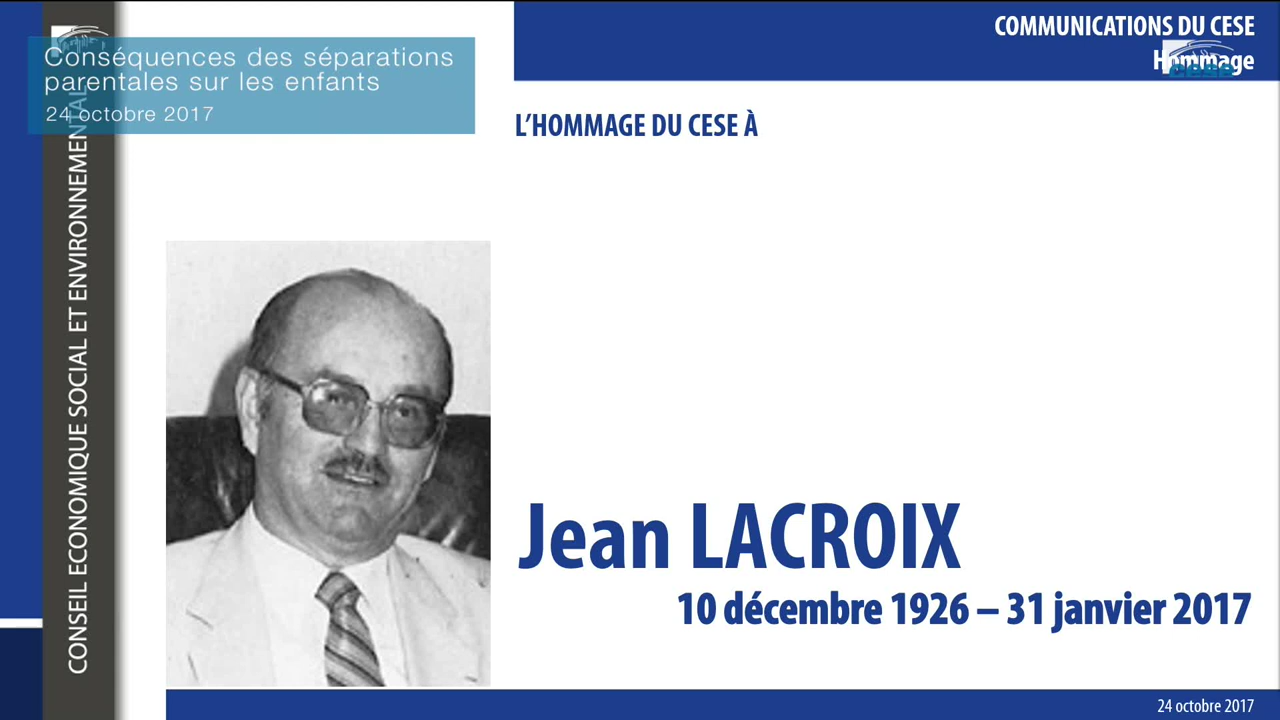 COMMUNICATIONS DU CESE
Hommage
cese
Conséquences des séparations
parentales sur les enfants
24 octobre 2017
CONSEIL ECONOMIQUE SOCIAL ET ENVIRONNEMENTAL
L'HOMMAGE DU CESE À
Jean LACROIX
10 décembre 1926 – 31 janvier 2017
24 octobre 2017